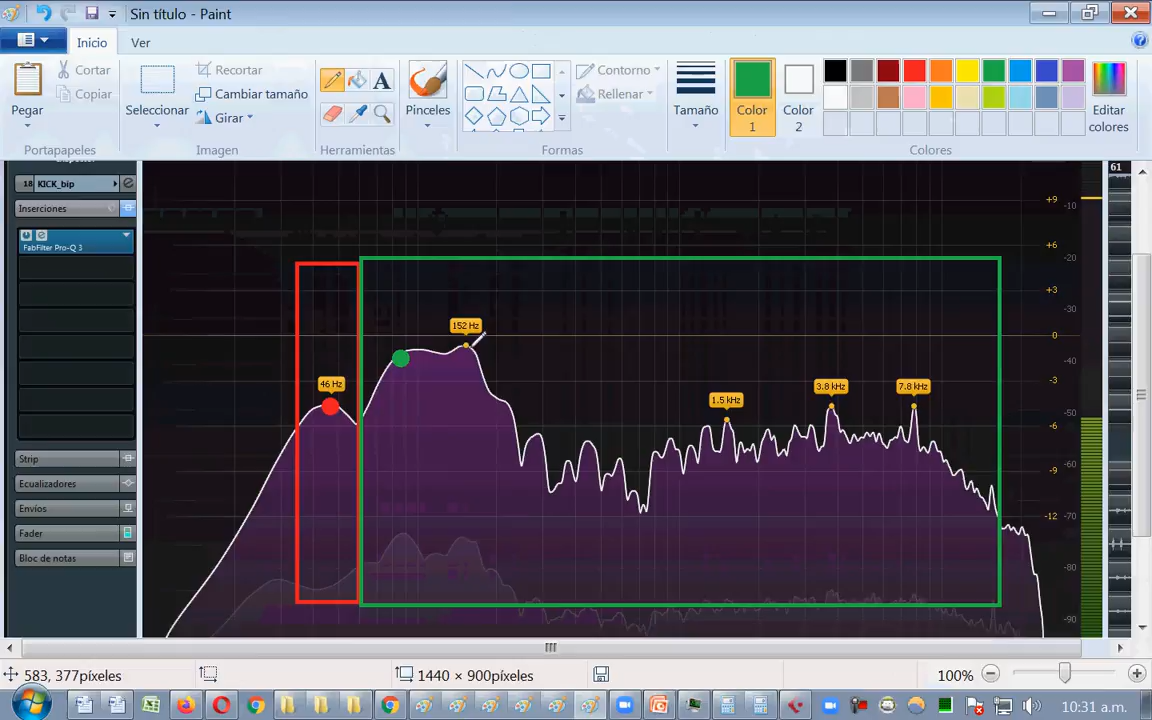 Sin título - Paint
Inicio
Ver
Pegar
Cortar
Copiar
Portapapeles
Seleccionar
Recortar
Cambiar tamaño
Girar
Imagen
A
Herramientas
Pinceles
Contorno
Rellenar
Formas
Tamaño
Color 1
Color 2
Editar colores
Colores
18 KICK_bip
Inserciones
FabFilter Pro-Q 3
Strip
Ecualizadores
Envíos
Fader
Bloc de notas
46 Hz
152 Hz
1.5 kHz
3.8 kHz
7.8 kHz
61
+9 -10
+6
-20
+3
-30
0
-40
-3
-50
-6
-60
-9
-12 -70
-80
-90
583, 377píxeles
1440 × 900píxeles
100%
10:31 a.m.